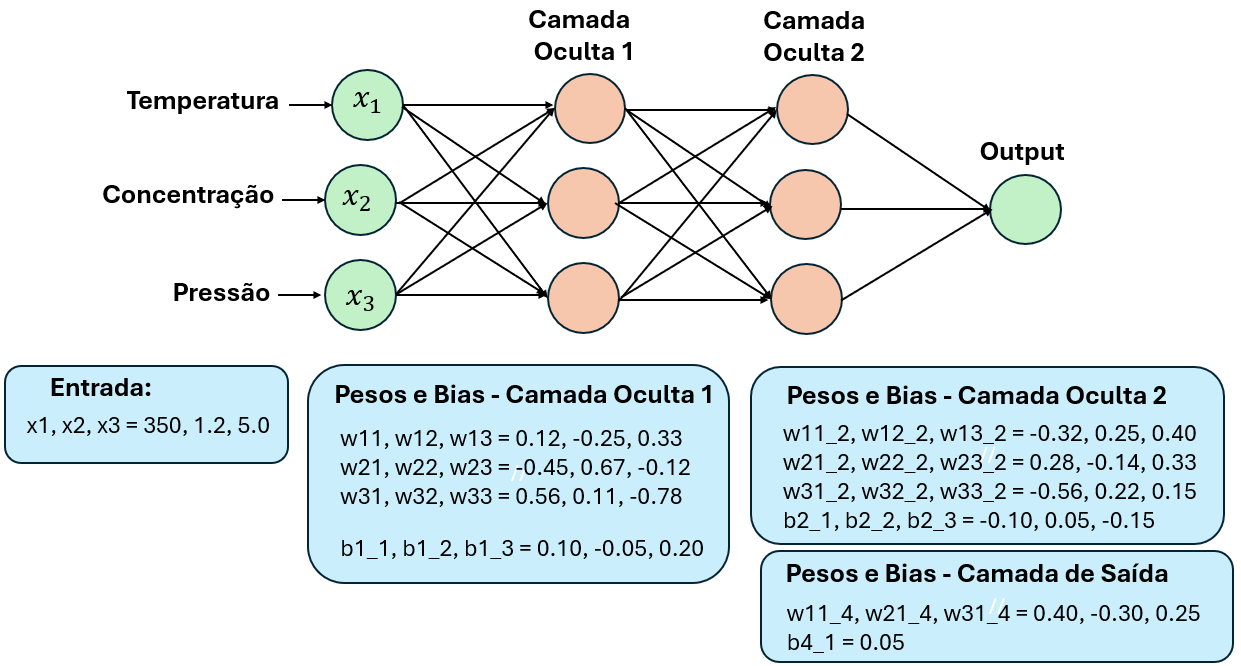 Camada
Oculta 1
Camada
Oculta 2
Temperatura
x₁
Concentração
x₂
Pressão
x₃
Output
Entrada:
x1, x2, x3 = 350, 1.2, 5.0
Pesos e Bias - Camada Oculta 1
w11, w12, w13 = 0.12, -0.25, 0.33
w21, w22, w23 = -0.45, 0.67, -0.12
w31, w32, w33 = 0.56, 0.11, -0.78
b1_1, b1_2, b1_3 = 0.10, -0.05, 0.20
Pesos e Bias - Camada Oculta 2
w11_2, w12_2, w13_2 = -0.32, 0.25, 0.40
w21_2, w22_2, w23_2 = 0.28, -0.14, 0.33
w31_2, w32_2, w33_2 = -0.56, 0.22, 0.15
b2_1, b2_2, b2_3 = -0.10, 0.05, -0.15
Pesos e Bias - Camada de Saída
w11_4, w21_4, w31_4 = 0.40, -0.30, 0.25
b4_1 = 0.05